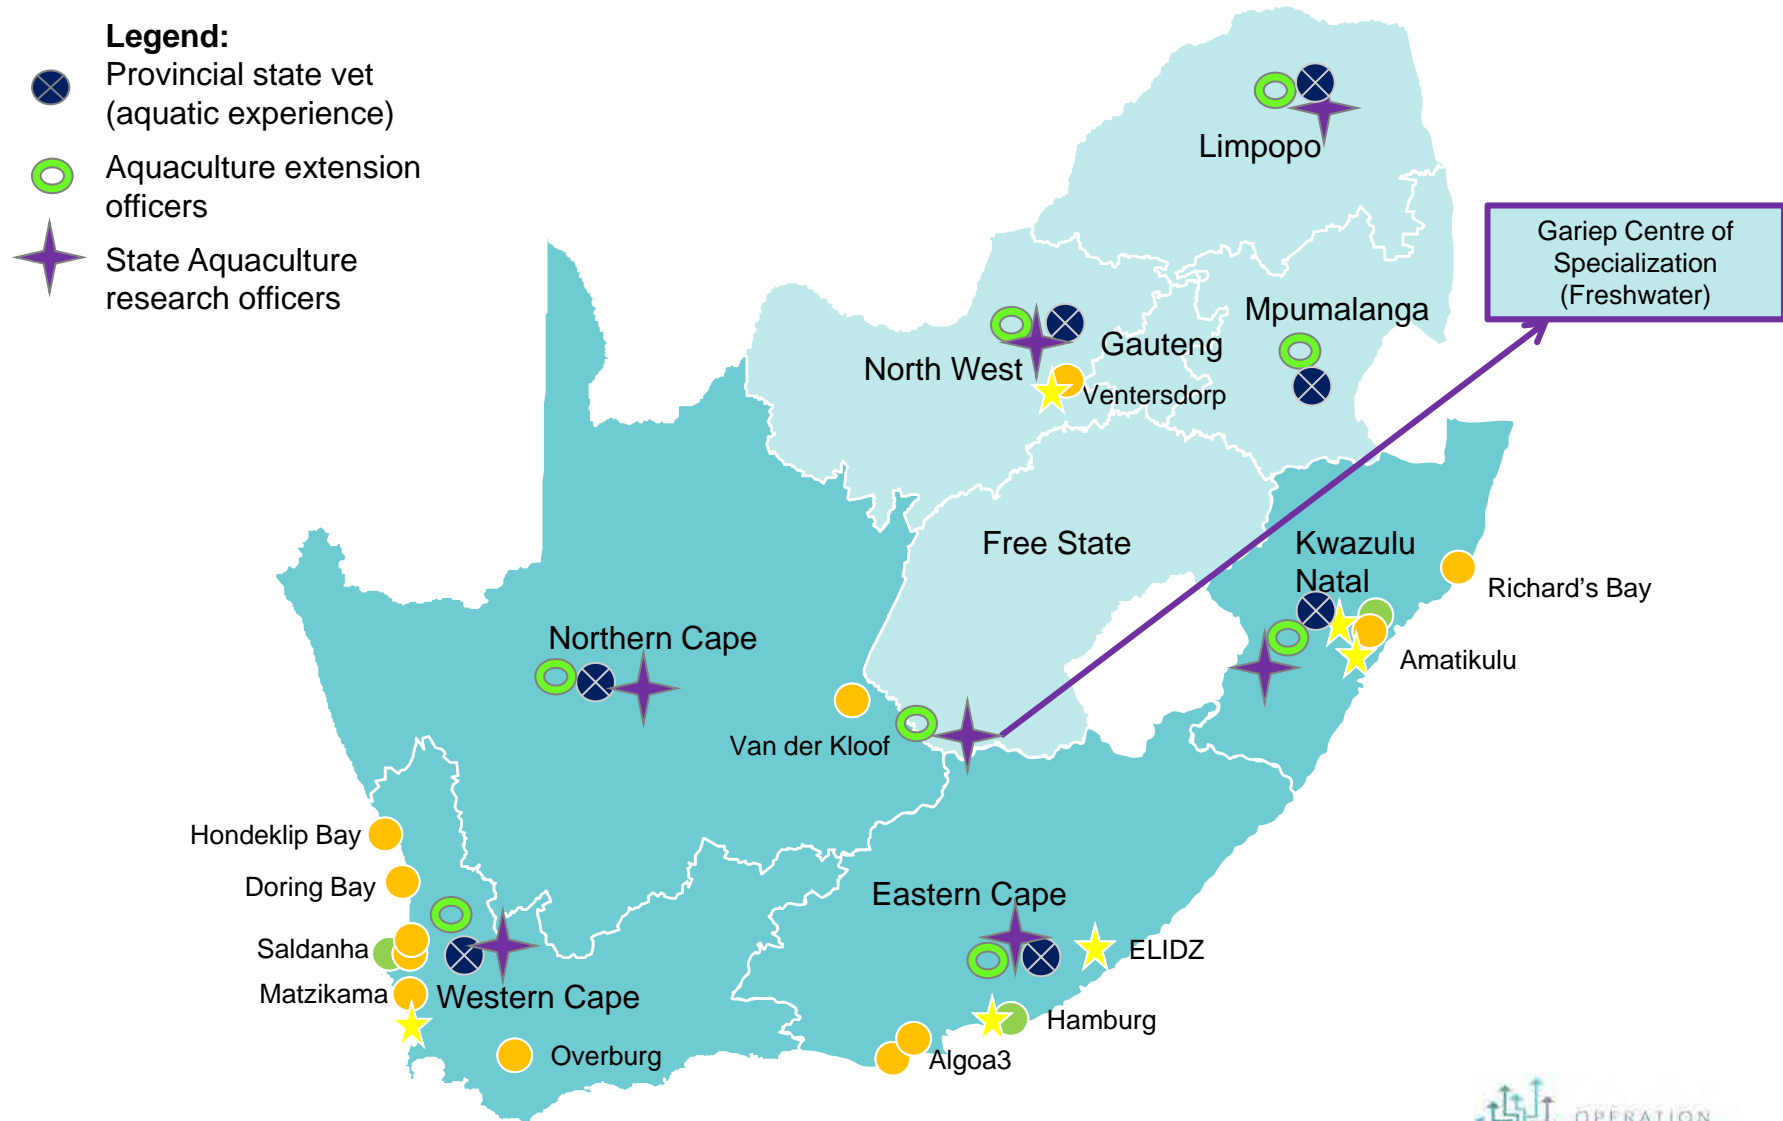 Legend:
Provincial state vet
(aquatic experience)
Aquaculture extension
officers
State Aquaculture
research officers
Limpopo
Gariep Centre of
Specialization
(Freshwater)
Mpumalanga
Gauteng
North West
Ventersdorp
Free State
Kwazulu
Natal
Richard's Bay
Amatikulu
Northern Cape
Van der Kloof
Hondeklip Bay
Doring Bay
Eastern Cape
Saldanha
ELIDZ
Matzikama
Western Cape
Hamburg
Overburg
Algoa3
OPERATION